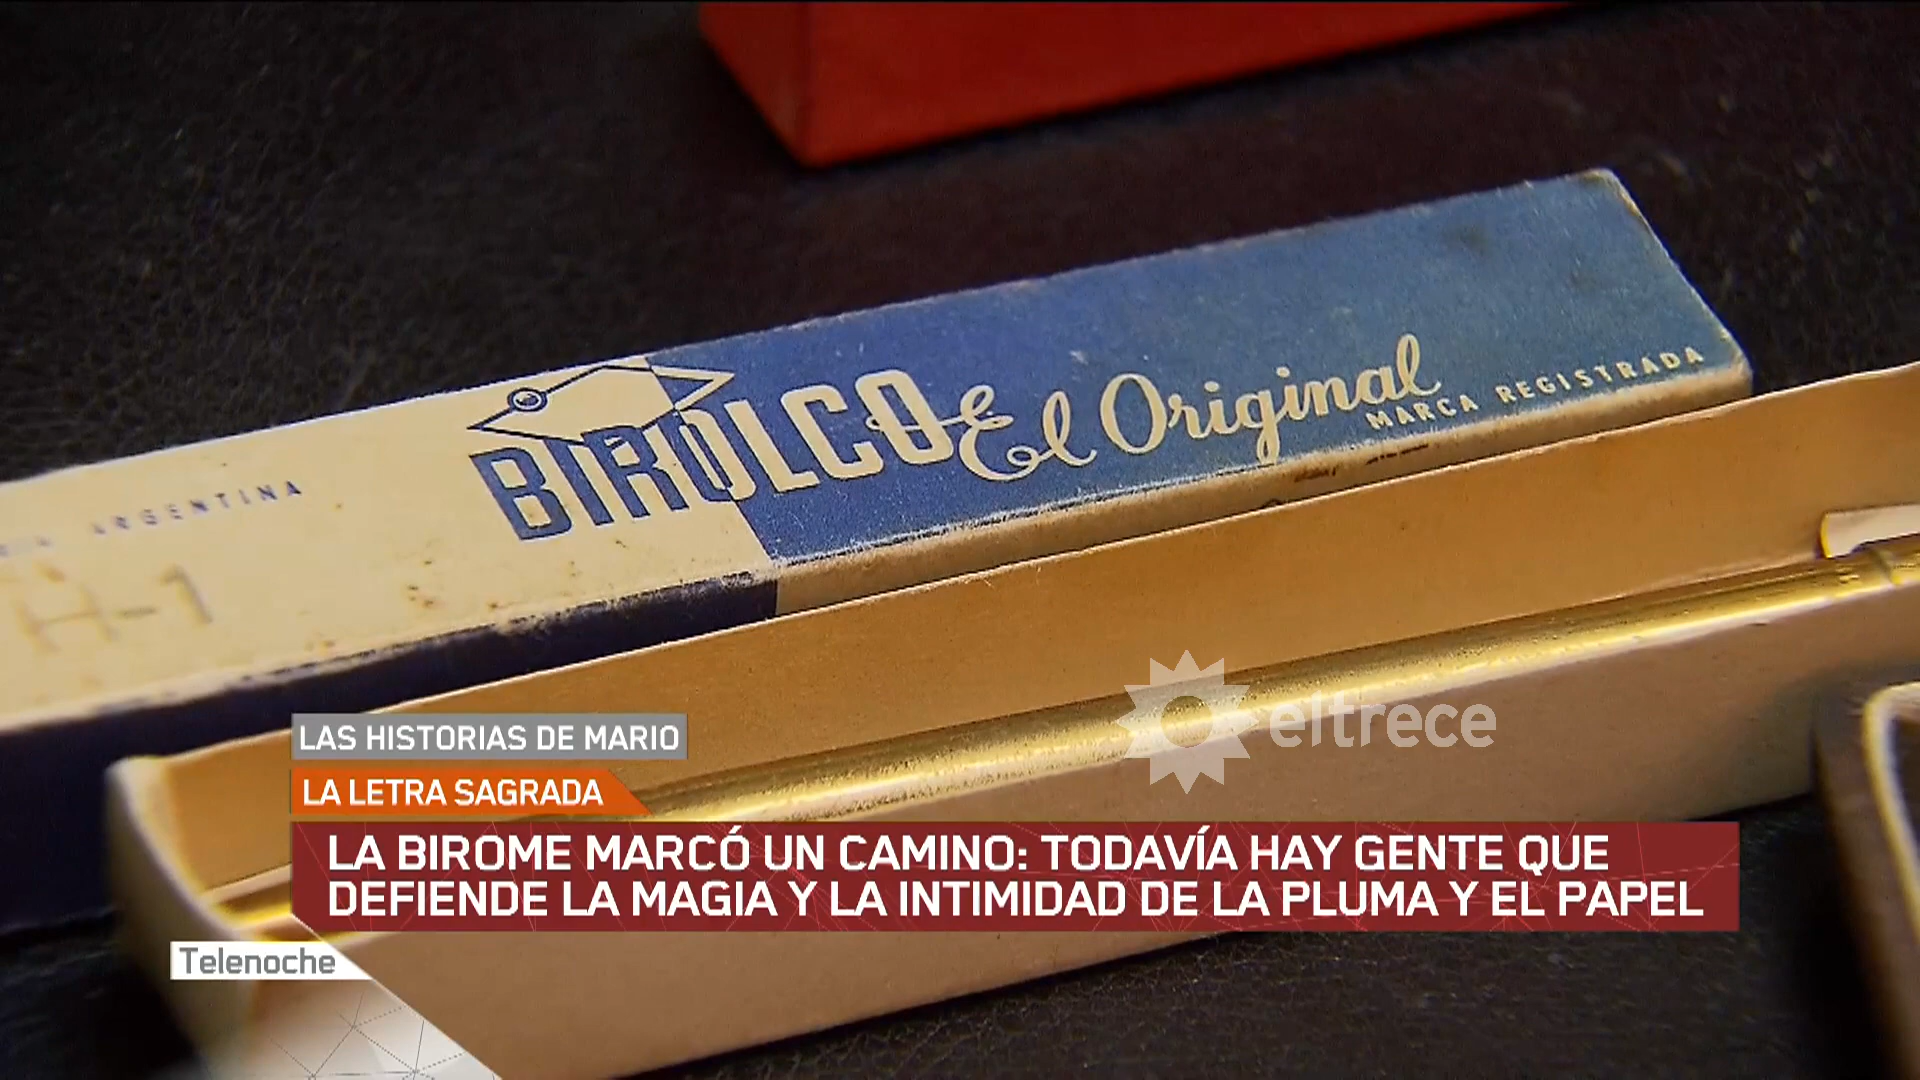 BIROLCO El Original
MARCA REGISTRADA
ARGENTINA
H-1
eltrece
LAS HISTORIAS DE MARIO
LA LETRA SAGRADA
LA BIROME MARCÓ UN CAMINO: TODAVÍA HAY GENTE QUE
DEFIENDE LA MAGIA Y LA INTIMIDAD DE LA PLUMA Y EL PAPEL
Telenoche